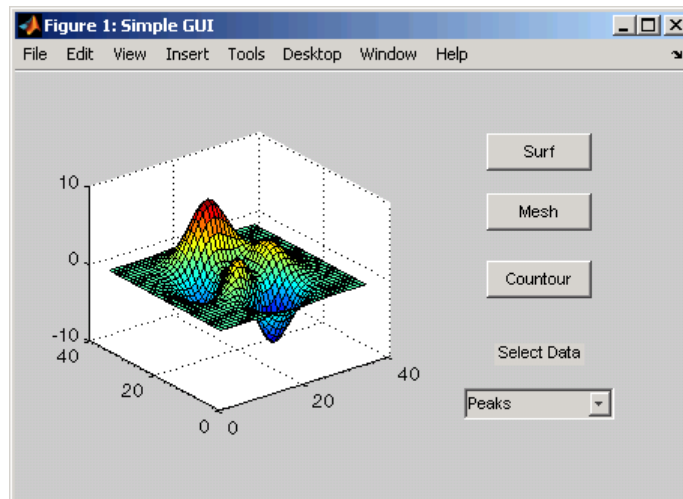 Figure 1: Simple GUI
File Edit View Insert Tools Desktop Window Help
10
0
-10
40
20
0
0
20
40
Surf
Mesh
Countour
Select Data
Peaks